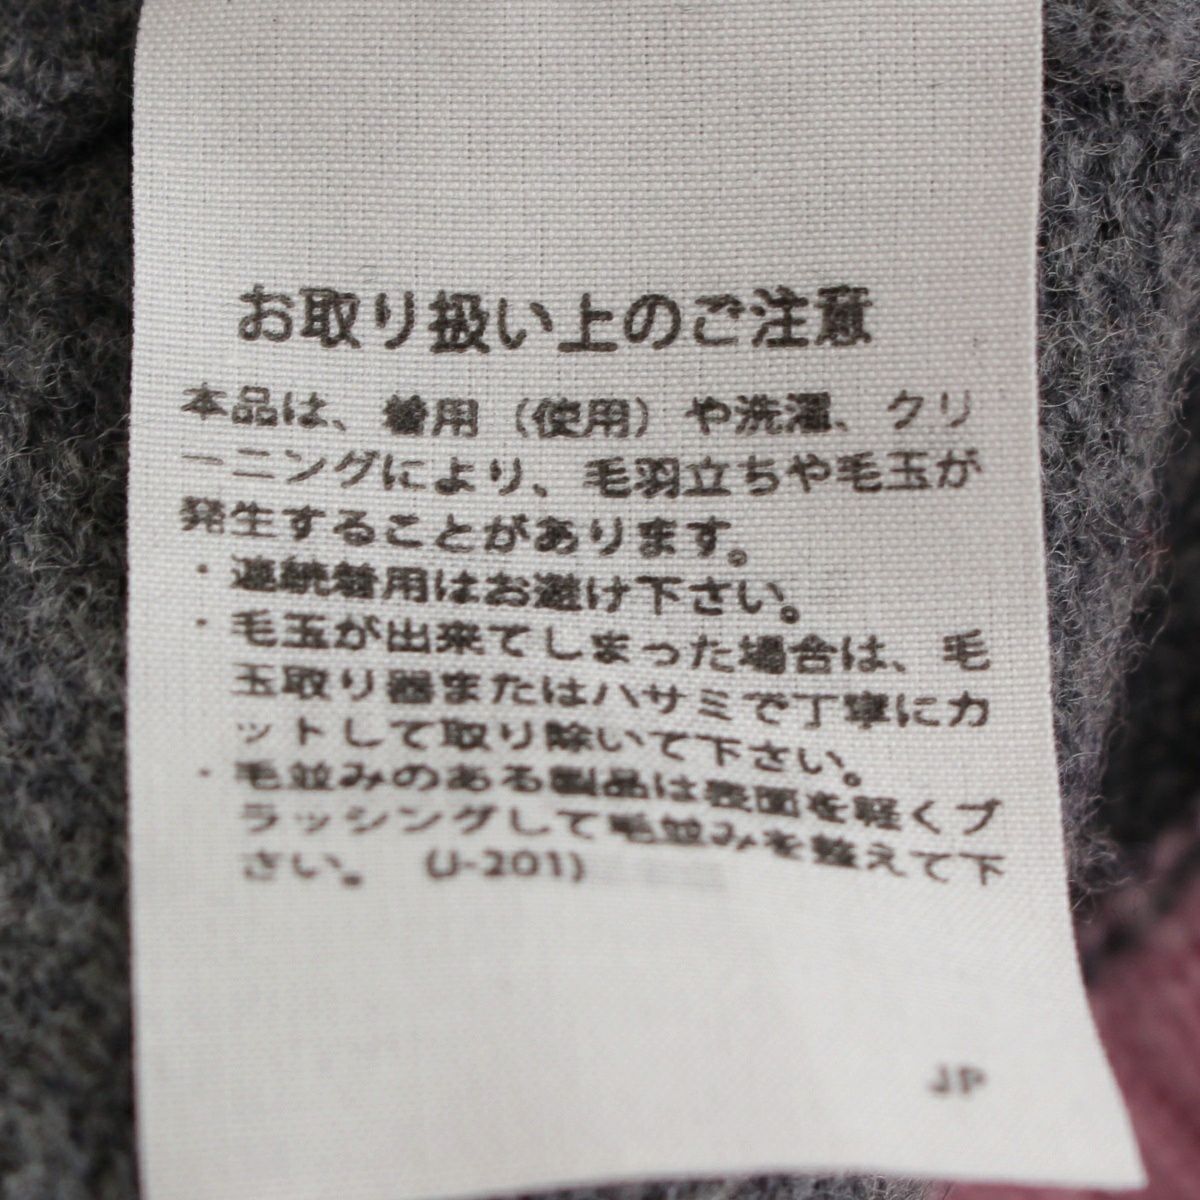 お取り扱い上のご注意
本品は、着用（使用）や洗濯、クリ
ーニングにより、毛羽立ちや毛玉が
発生することがあります。
・連続着用はお避け下さい。
・毛玉が出来てしまった場合は、毛
玉取り器またはハサミで丁寧にカ
ットして取り除いて下さい。
・毛並みのある製品は表面を軽くブ
ラッシングして毛並みを整えて下
さい。 (J-201)
JP